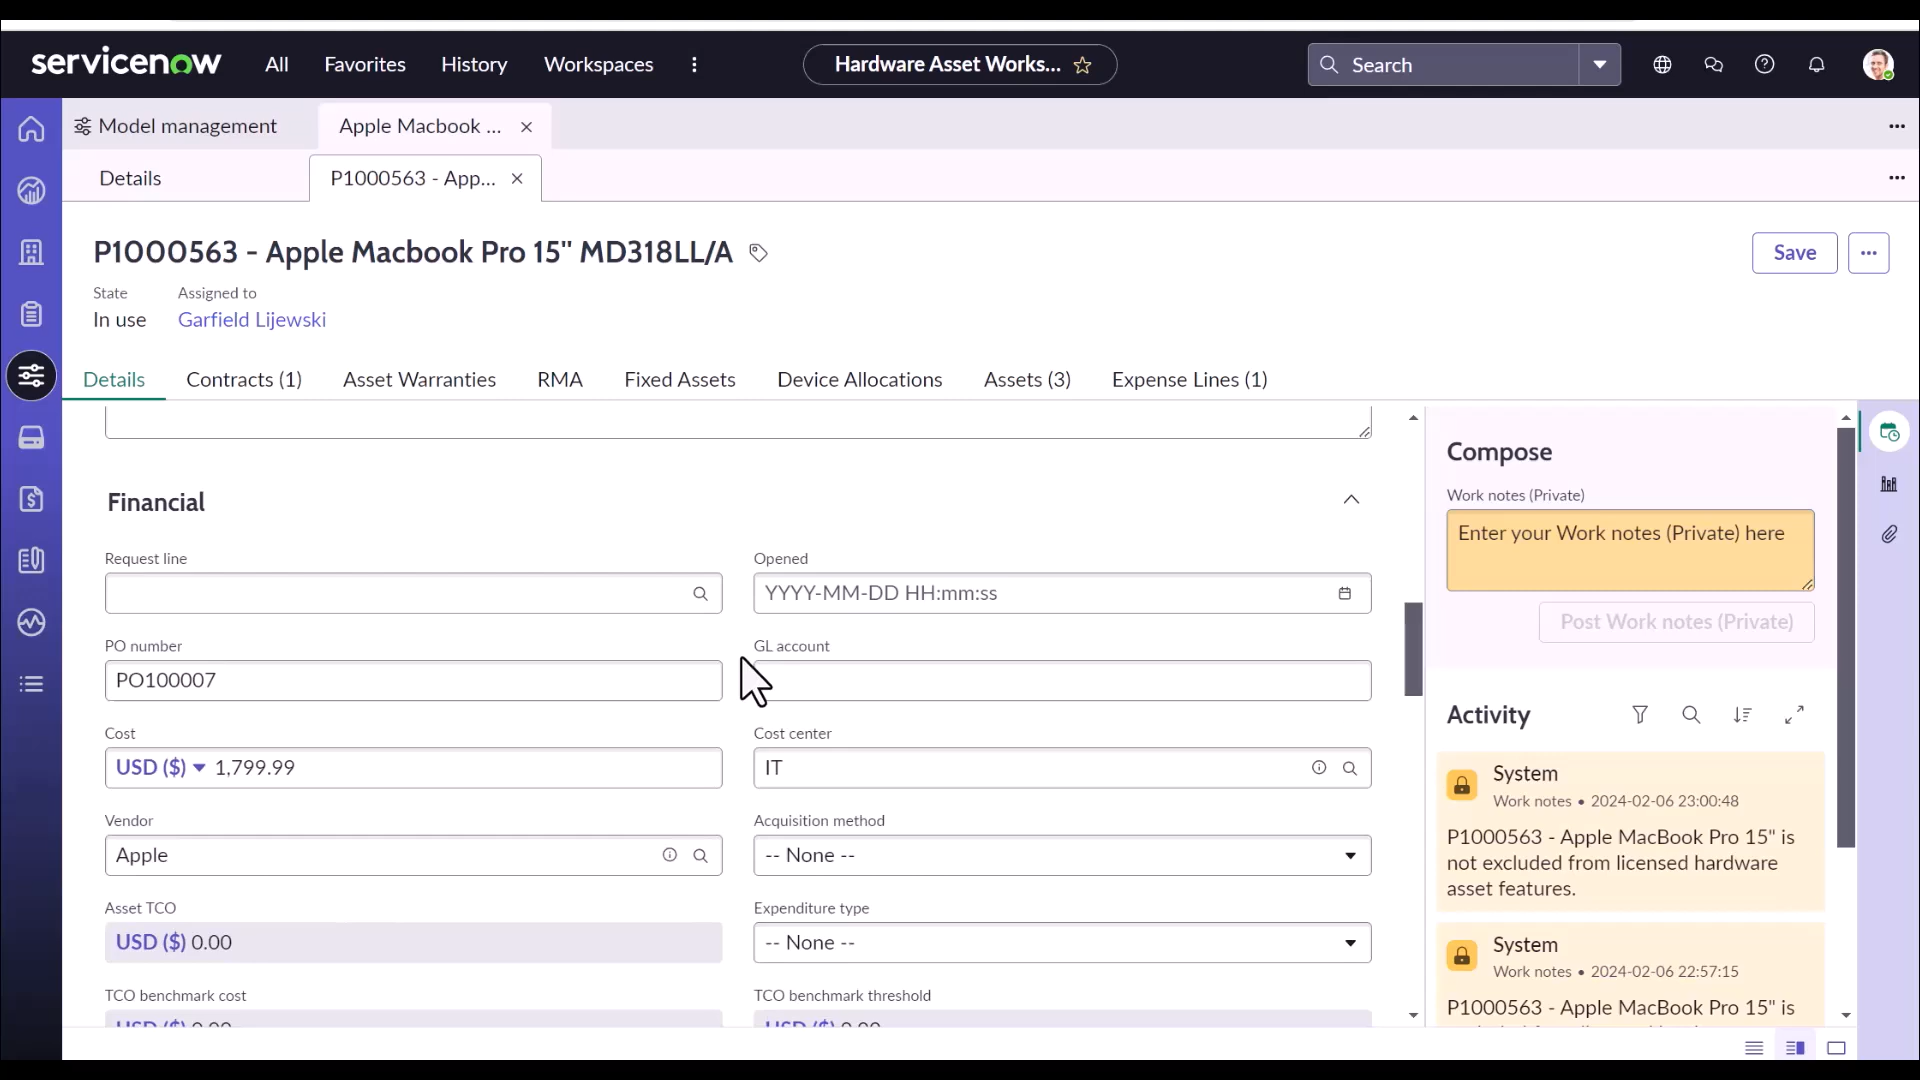 servicenow All Favorites History Workspaces Hardware Asset Works... Search
Model management Apple Macbook ...
Details P1000563 - App...
P1000563 - Apple Macbook Pro 15" MD318LL/A
Save
State Assigned to
In use Garfield Lijewski
Details Contracts (1) Asset Warranties RMA Fixed Assets Device Allocations Assets (3) Expense Lines (1)
Financial
Request line Opened
YYYY-MM-DD HH:mm:ss
PO number GL account
PO100007
Cost Cost center
USD ($) 1,799.99 IT
Vendor Acquisition method
Apple -- None --
Asset TCO Expenditure type
USD ($) 0.00 -- None --
TCO benchmark cost TCO benchmark threshold
USD ($) 0.00 USD ($) 0.00
Compose
Work notes (Private)
Enter your Work notes (Private) here
Post Work notes (Private)
Activity
System
Work notes • 2024-02-06 23:00:48
P1000563 - Apple MacBook Pro 15" is
not excluded from licensed hardware
asset features.
System
Work notes • 2024-02-06 22:57:15
P1000563 - Apple MacBook Pro 15" is